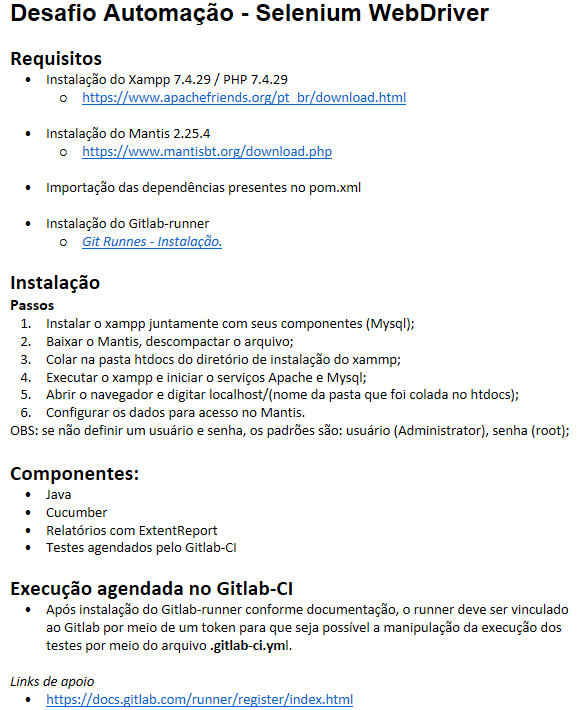 Desafio Automação - Selenium WebDriver
Requisitos
• Instalação do Xampp 7.4.29 / PHP 7.4.29
o https://www.apachefriends.org/pt_br/download.html
• Instalação do Mantis 2.25.4
o https://www.mantisbt.org/download.php
• Importação das dependências presentes no pom.xml
• Instalação do Gitlab-runner
o Git Runnes - Instalação.
Instalação
Passos
1. Instalar o xampp juntamente com seus componentes (Mysql);
2. Baixar o Mantis, descompactar o arquivo;
3. Colar na pasta htdocs do diretório de instalação do xammp;
4. Executar o xampp e iniciar o serviços Apache e Mysql;
5. Abrir o navegador e digitar localhost/(nome da pasta que foi colada no htdocs);
6. Configurar os dados para acesso no Mantis.
OBS: se não definir um usuário e senha, os padrões são: usuário (Administrator), senha (root);
Componentes:
• Java
• Cucumber
• Relatórios com ExtentReport
• Testes agendados pelo Gitlab-CI
Execução agendada no Gitlab-CI
• Após instalação do Gitlab-runner conforme documentação, o runner deve ser vinculado
ao Gitlab por meio de um token para que seja possível a manipulação da execução dos
testes por meio do arquivo .gitlab-ci.yml.
Links de apoio
• https://docs.gitlab.com/runner/register/index.html